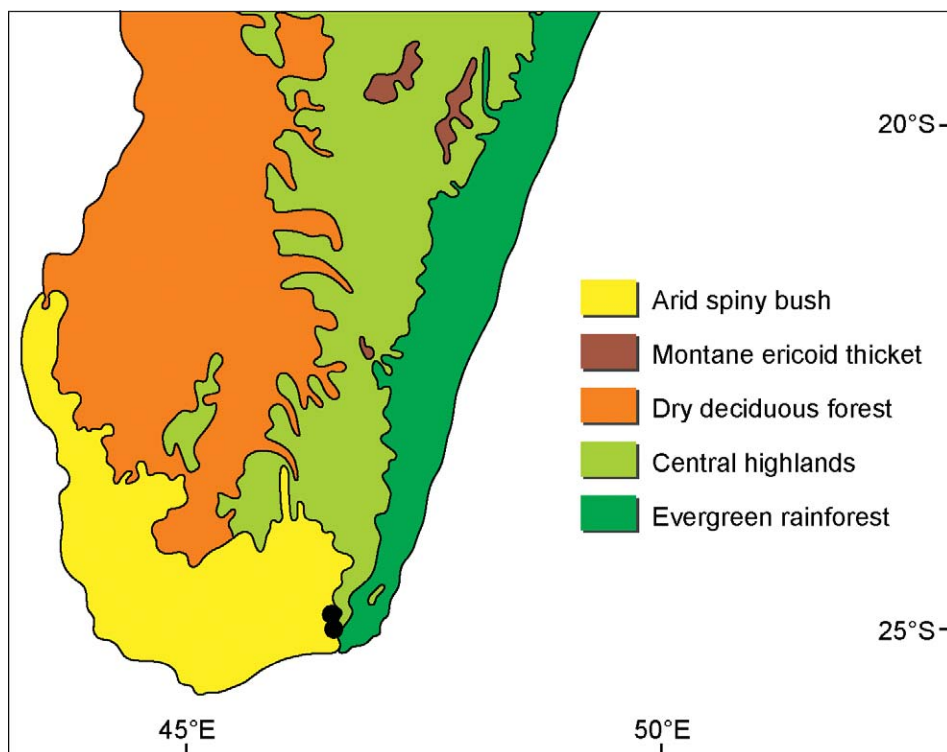 20°S
Arid spiny bush
Montane ericoid thicket
Dry deciduous forest
Central highlands
Evergreen rainforest
25°S
45°E 50°E